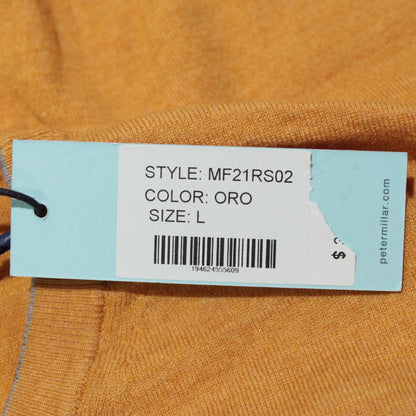 STYLE: MF21RS02
COLOR: ORO
SIZE: L
194624555609
$
petermillar.com